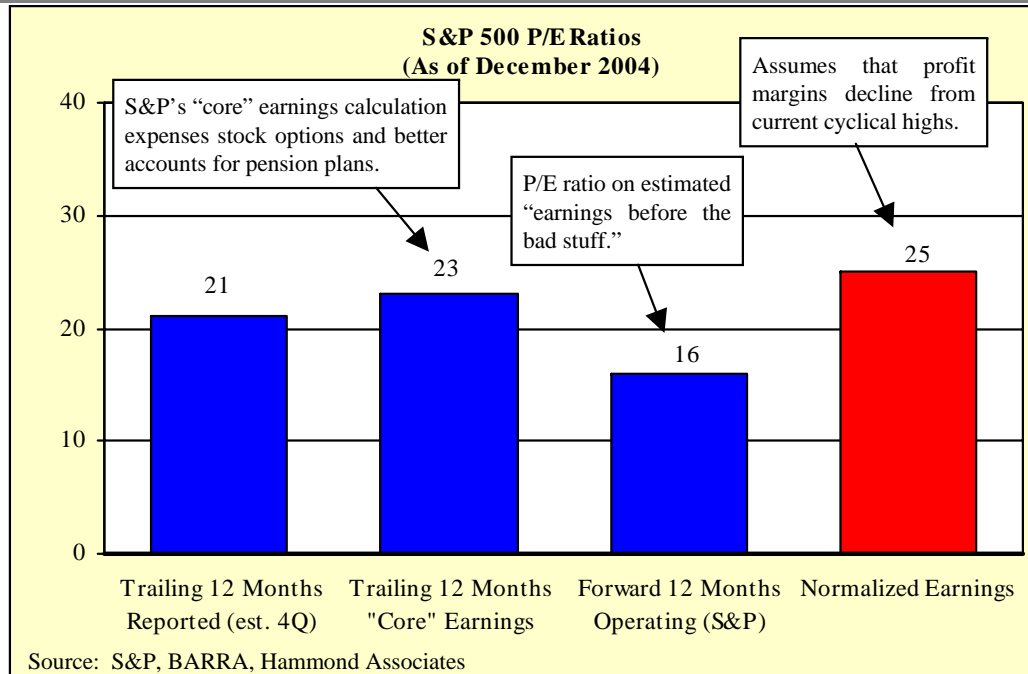 S&P 500 P/E Ratios
(As of December 2004)
S&P's “core” earnings calculation
expenses stock options and better
accounts for pension plans.
P/E ratio on estimated
“earnings before the
bad stuff.”
Assumes that profit
margins decline from
current cyclical highs.
40
30
20
10
0
21
23
16
25
Trailing 12 Months
Reported (est. 4Q)
Trailing 12 Months
"Core" Earnings
Forward 12 Months
Operating (S&P)
Normalized Earnings
Source: S&P, BARRA, Hammond Associates